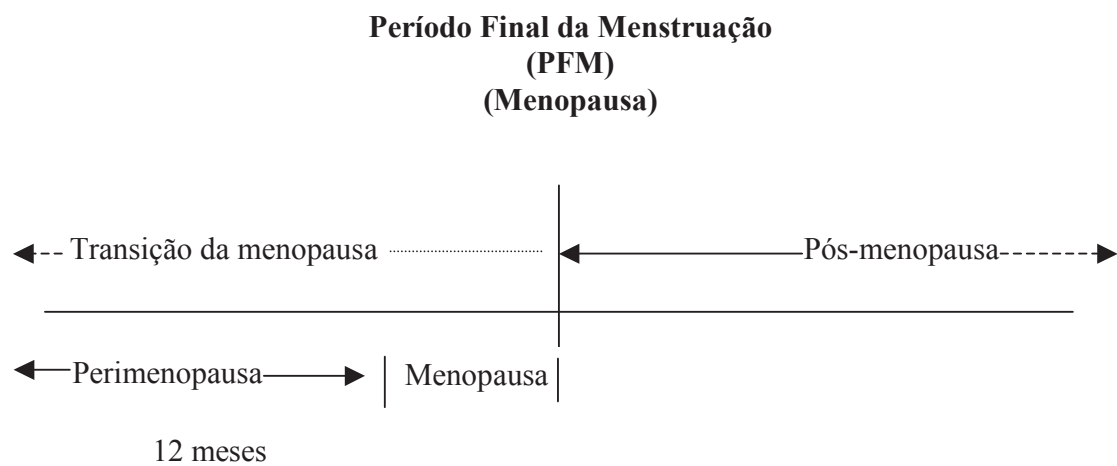 Período Final da Menstruação
(PFM)
(Menopausa)
Transição da menopausa
Pós-menopausa
Perimenopausa
Menopausa
12 meses